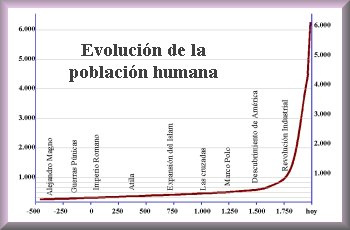 Evolución de la
población humana
6.000
5.000
4.000
3.000
2.000
1.000
6.000
5.000
4.000
3.000
2.000
1.000
Alejandro Magno
Guerras Púnicas
Imperio Romano
Atila
Expansión del Islam
Las cruzadas
Marco Polo
Descubrimiento de América
Revolución Industrial
-500
-250
0
250
500
750
1.000
1.250
1.500
1.750
hoy